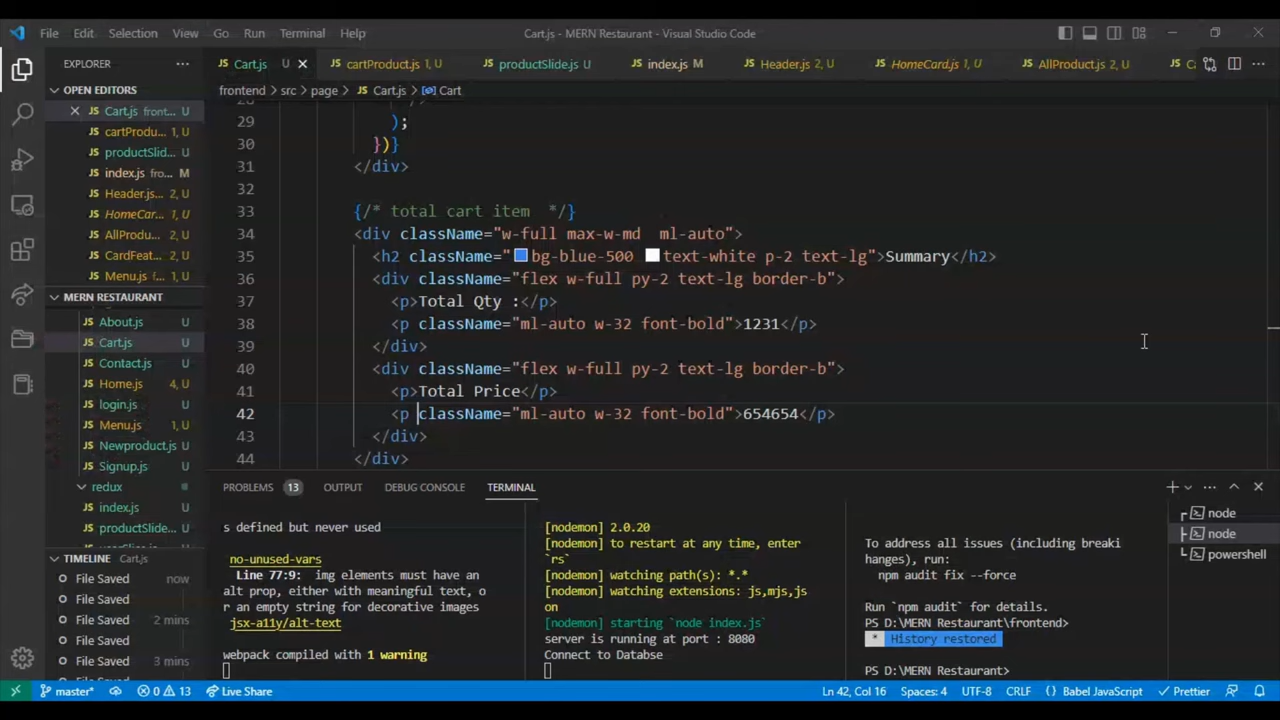 File Edit Selection View Go Run Terminal Help
Cart.js - MERN Restaurant - Visual Studio Code
EXPLORER
JS Cart.js U
JS cartProduct.js 1, U
JS productSlide.js U
JS index.js M
JS Header.js 2, U
JS HomeCard.js 1, U
JS AllProduct.js 2, U
JS Ca
OPEN EDITORS
frontend > src > page > JS Cart.js > Cart
JS Cart.js front... U
JS cartProdu... 1, U
JS productSlid... U
JS index.js fro... M
JS Header.js... 2, U
JS HomeCar... 1, U
JS AllProduc... 2, U
JS CardFeat... 1, U
JS Menu.js fr... 1, U
MERN RESTAURANT
JS About.js U
JS Cart.js U
JS Contact.js U
JS Home.js 4, U
JS login.js U
JS Menu.js 1, U
JS Newproduct.js U
JS Signup.js U
redux
JS index.js U
JS productSlide... U
TIMELINE Cart.js
File Saved now
File Saved
File Saved 2 mins
File Saved
File Saved 3 mins
29 );
30 })}
31 </div>
32
33 {/* total cart item  */}
34 <div className="w-full max-w-md  ml-auto">
35 <h2 className="bg-blue-500 text-white p-2 text-lg">Summary</h2>
36 <div className="flex w-full py-2 text-lg border-b">
37 <p>Total Qty :</p>
38 <p className="ml-auto w-32 font-bold">1231</p>
39 </div>
40 <div className="flex w-full py-2 text-lg border-b">
41 <p>Total Price</p>
42 <p className="ml-auto w-32 font-bold">654654</p>
43 </div>
44 </div>
PROBLEMS 13 OUTPUT DEBUG CONSOLE TERMINAL
s defined but never used
no-unused-vars
Line 77:9:  img elements must have an
alt prop, either with meaningful text, o
r an empty string for decorative images
jsx-a11y/alt-text
webpack compiled with 1 warning
[nodemon] 2.0.20
[nodemon] to restart at any time, enter
`rs`
[nodemon] watching path(s): *.*
[nodemon] watching extensions: js,mjs,js
on
[nodemon] starting `node index.js`
server is running at port : 8080
Connect to Databse
To address all issues (including breaki
hanges), run:
npm audit fix --force
Run `npm audit` for details.
PS D:\MERN Restaurant\frontend>
* History restored
PS D:\MERN Restaurant>
node
node
powershell
master* 0 13 Live Share
Ln 42, Col 16 Spaces: 4 UTF-8 CRLF {} Babel JavaScript Prettier